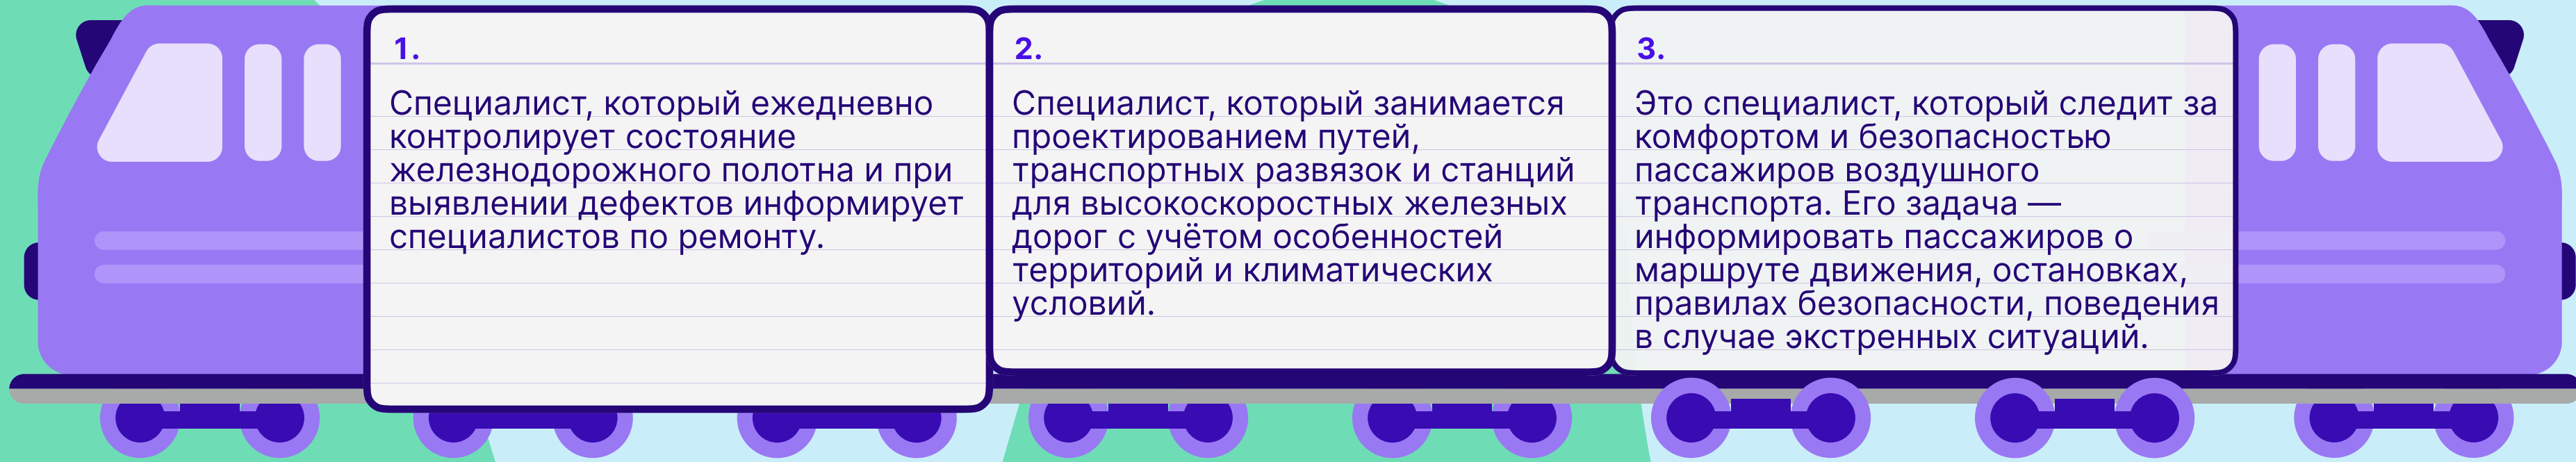 1.
Специалист, который ежедневно
контролирует состояние
железнодорожного полотна и при
выявлении дефектов информирует
специалистов по ремонту.
2.
Специалист, который занимается
проектированием путей,
транспортных развязок и станций
для высокоскоростных железных
дорог с учётом особенностей
территорий и климатических
условий.
3.
Это специалист, который следит за
комфортом и безопасностью
пассажиров воздушного
транспорта. Его задача —
информировать пассажиров о
маршруте движения, остановках,
правилах безопасности, поведения
в случае экстренных ситуаций.